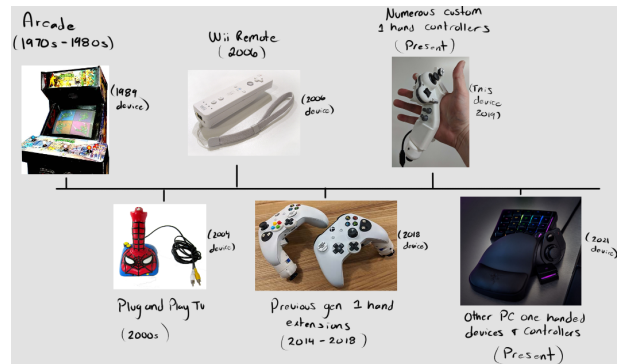 Arcade
(1970s-1980s)
(1989
device)
Wii Remote
(2006)
(2006
device)
Numerous custom
1 hand controllers
(Present)
(This
device
2019)
(2004
device)
Plug and Play TV
(2000s)
(2018
device)
Previous gen 1 hand
extensions
(2014-2018)
(2021
device)
Other PC one handed
devices & controllers
(Present)